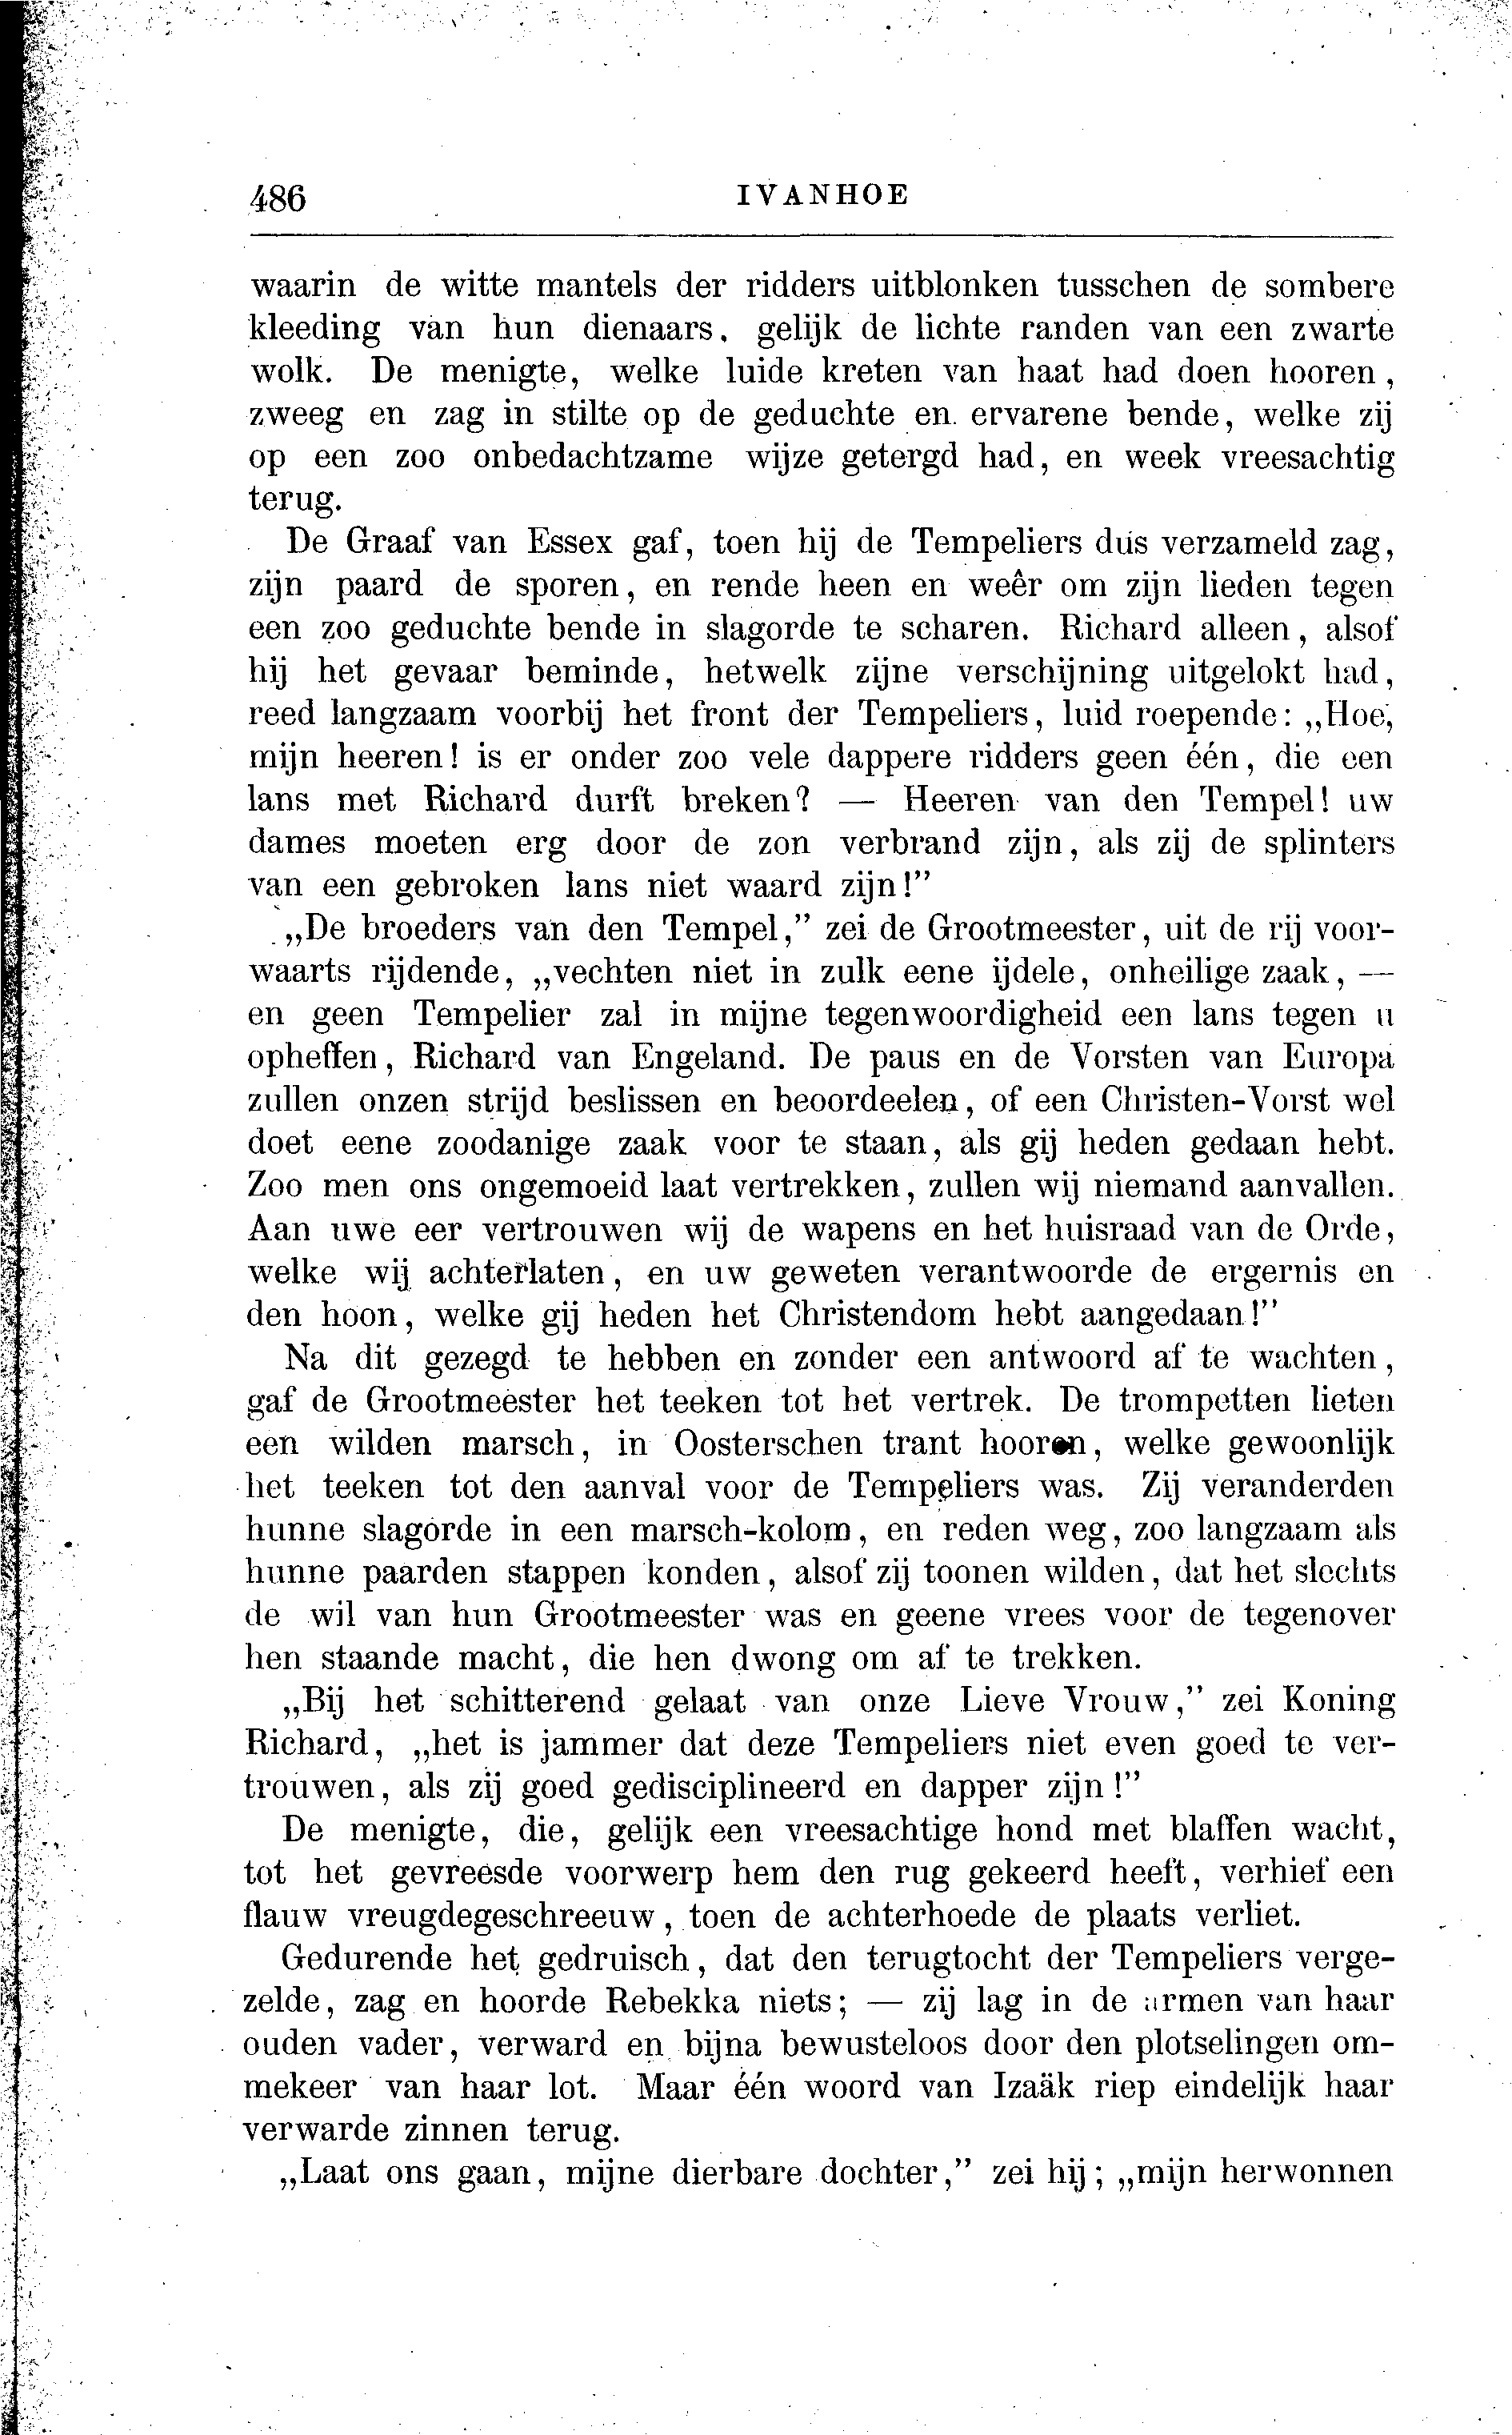 486
IVANHOE
waarin de witte mantels der ridders uitblonken tusschen de sombere
kleeding van hun dienaars, gelijk de lichte randen van een zwarte
wolk. De menigte, welke luide kreten van haat had doen hooren,
zweeg en zag in stilte op de geduchte en ervarene bende, welke zij
op een zoo onbedachtzame wijze getergd had, en week vreesachtig
terug.
De Graaf van Essex gaf, toen hij de Tempeliers dus verzameld zag,
zijn paard de sporen, en rende heen en weêr om zijn lieden tegen
een zoo geduchte bende in slagorde te scharen. Richard alleen, alsof
hij het gevaar beminde, hetwelk zijne verschijning uitgelokt had,
reed langzaam voorbij het front der Tempeliers, luid roepende: „Hoe,
mijn heeren! is er onder zoo vele dappere ridders geen één, die een
lans met Richard durft breken? — Heeren van den Tempel! uw
dames moeten erg door de zon verbrand zijn, als zij de splinters
van een gebroken lans niet waard zijn!”
„De broeders van den Tempel,” zei de Grootmeester, uit de rij voor-
waarts rijdende, „vechten niet in zulk eene ijdele, onheilige zaak, —
en geen Tempelier zal in mijne tegenwoordigheid een lans tegen u
opheffen, Richard van Engeland. De paus en de Vorsten van Europa
zullen onzen strijd beslissen en beoordeelen, of een Christen-Vorst wel
doet eene zoodanige zaak voor te staan, als gij heden gedaan hebt.
Zoo men ons ongemoeid laat vertrekken, zullen wij niemand aanvallen.
Aan uwe eer vertrouwen wij de wapens en het huisraad van de Orde,
welke wij achterlaten, en uw geweten verantwoorde de ergernis en
den hoon, welke gij heden het Christendom hebt aangedaan!”
Na dit gezegd te hebben en zonder een antwoord af te wachten,
gaf de Grootmeester het teeken tot het vertrek. De trompetten lieten
een wilden marsch, in Oosterschen trant hooren, welke gewoonlijk
het teeken tot den aanval voor de Tempeliers was. Zij veranderden
hunne slagorde in een marsch-kolom, en reden weg, zoo langzaam als
hunne paarden stappen konden, alsof zij toonen wilden, dat het slechts
de wil van hun Grootmeester was en geene vrees voor de tegenover
hen staande macht, die hen dwong om af te trekken.
„Bij het schitterend gelaat van onze Lieve Vrouw,” zei Koning
Richard, „het is jammer dat deze Tempeliers niet even goed te ver-
trouwen, als zij goed gedisciplineerd en dapper zijn!”
De menigte, die, gelijk een vreesachtige hond met blaffen wacht,
tot het gevreesde voorwerp hem den rug gekeerd heeft, verhief een
flauw vreugdegeschreeuw, toen de achterhoede de plaats verliet.
Gedurende het gedruisch, dat den terugtocht der Tempeliers verge-
zelde, zag en hoorde Rebekka niets; — zij lag in de armen van haar
ouden vader, verward en bijna bewusteloos door den plotselingen om-
mekeer van haar lot. Maar één woord van Izaäk riep eindelijk haar
verwarde zinnen terug.
„Laat ons gaan, mijne dierbare dochter,” zei hij; „mijn herwonnen